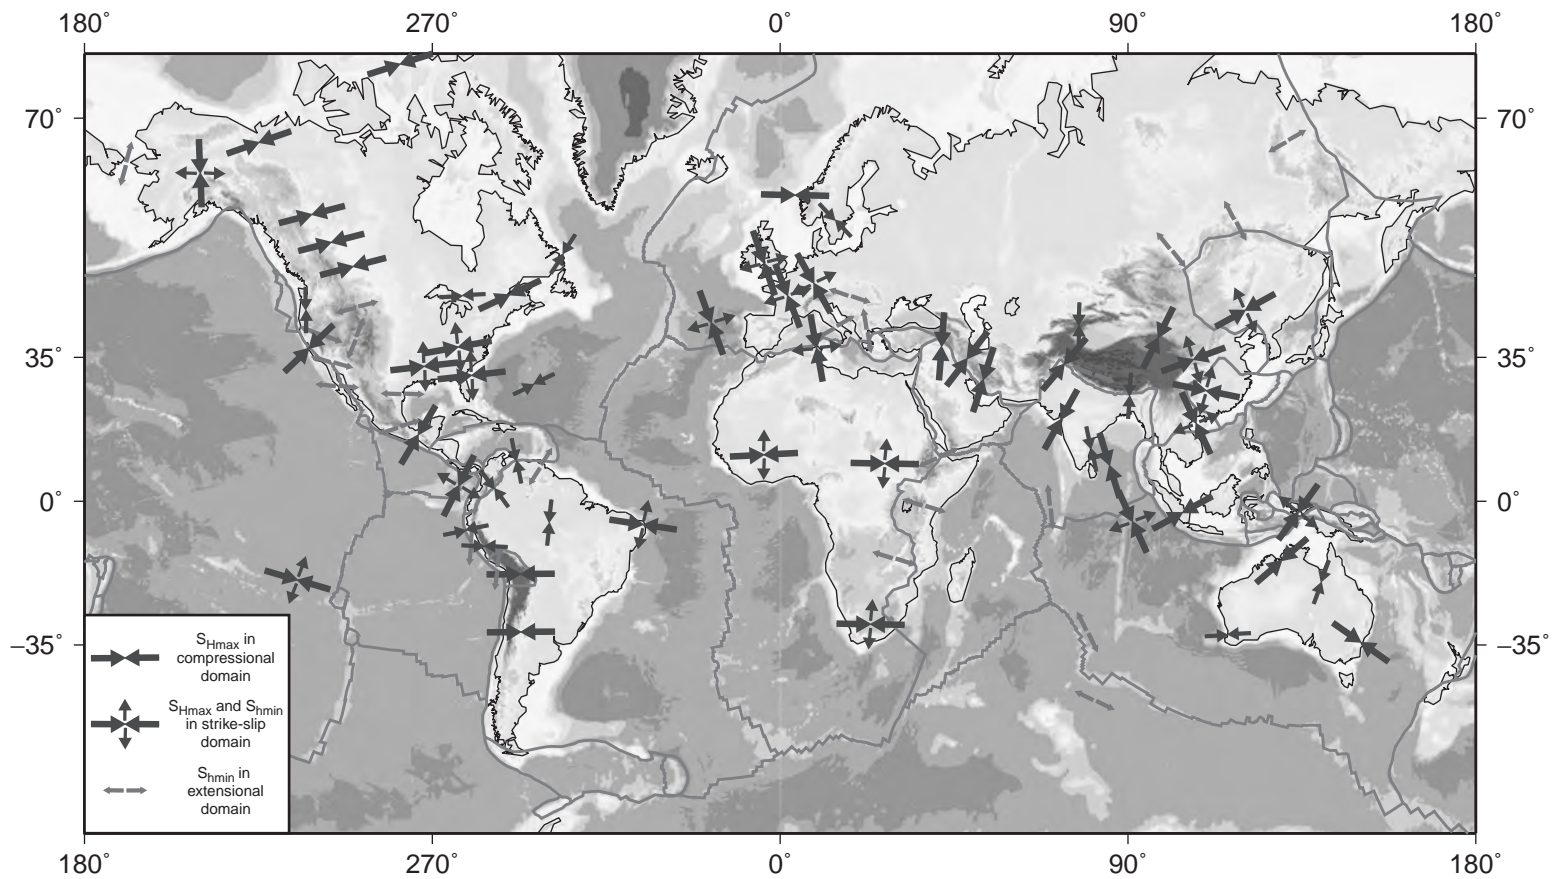 180˚ 270˚ 0˚ 90˚ 180˚
70˚ 70˚
35˚ 35˚
0˚ 0˚
−35˚ −35˚
SHmax in
compressional
domain
SHmax and Shmin
in strike-slip
domain
Shmin in
extensional
domain
180˚ 270˚ 0˚ 90˚ 180˚